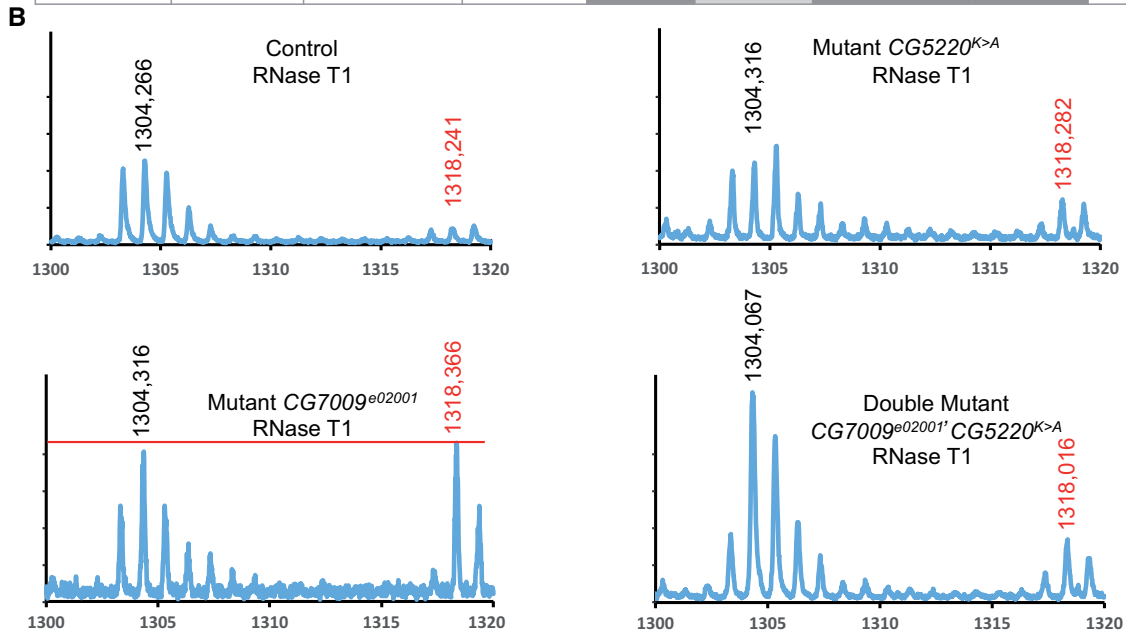 B
Control
RNase T1
1304,266
1318,241
1300
1305
1310
1315
1320
Mutant CG5220K>A
RNase T1
1304,316
1318,282
1300
1305
1310
1315
1320
Mutant CG7009e02001
RNase T1
1304,316
1318,366
1300
1305
1310
1315
1320
Double Mutant
CG7009e02001, CG5220K>A
RNase T1
1304,067
1318,016
1300
1305
1310
1315
1320